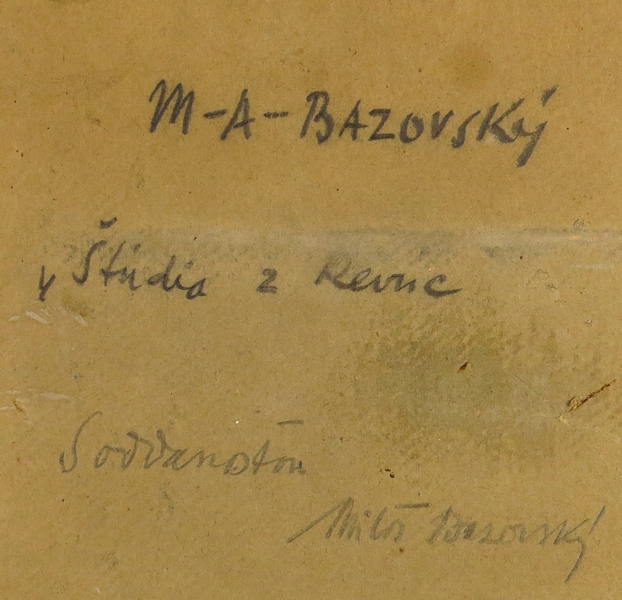 M-A-BAZOVSKý
„Štúdia z Revúc
S oddanosťou
Miloš Bazovský